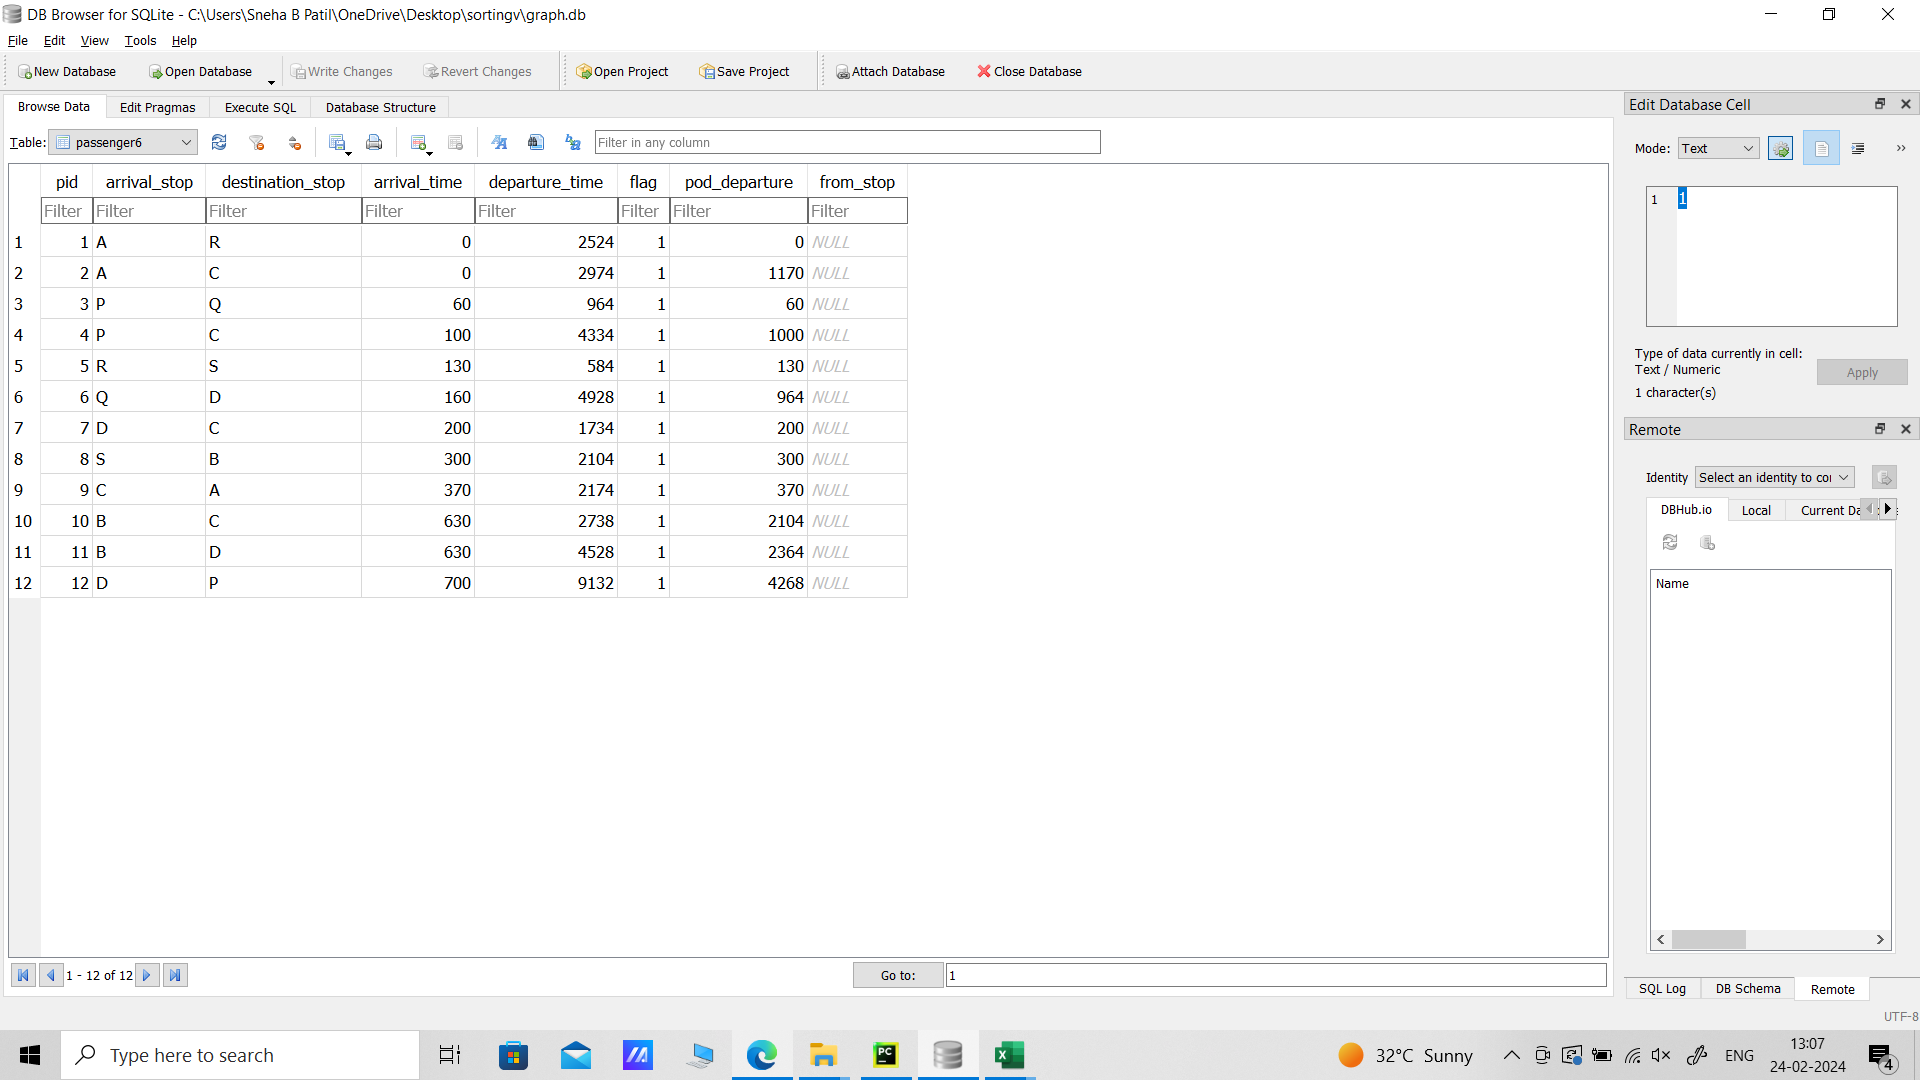 DB Browser for SQLite - C:\Users\Sneha B Patil\OneDrive\Desktop\sortingv\graph.db
File Edit View Tools Help
New Database Open Database Write Changes Revert Changes Open Project Save Project Attach Database Close Database
Browse Data Edit Pragmas Execute SQL Database Structure
Table: passenger6 Filter in any column
pid arrival_stop destination_stop arrival_time departure_time flag pod_departure from_stop
Filter Filter Filter Filter Filter Filter Filter Filter
1 1 A R 0 2524 1 0 NULL
2 2 A C 0 2974 1 1170 NULL
3 3 P Q 60 964 1 60 NULL
4 4 P C 100 4334 1 1000 NULL
5 5 R S 130 584 1 130 NULL
6 6 Q D 160 4928 1 964 NULL
7 7 D C 200 1734 1 200 NULL
8 8 S B 300 2104 1 300 NULL
9 9 C A 370 2174 1 370 NULL
10 10 B C 630 2738 1 2104 NULL
11 11 B D 630 4528 1 2364 NULL
12 12 D P 700 9132 1 4268 NULL
1 - 12 of 12 Go to: 1
Edit Database Cell
Mode: Text
1 1
Type of data currently in cell:
Text / Numeric
1 character(s)
Apply
Remote
Identity Select an identity to co
DBHub.io Local Current Da
Name
SQL Log DB Schema Remote
UTF-8
Type here to search
PC
32°C Sunny
ENG
13:07
24-02-2024
4